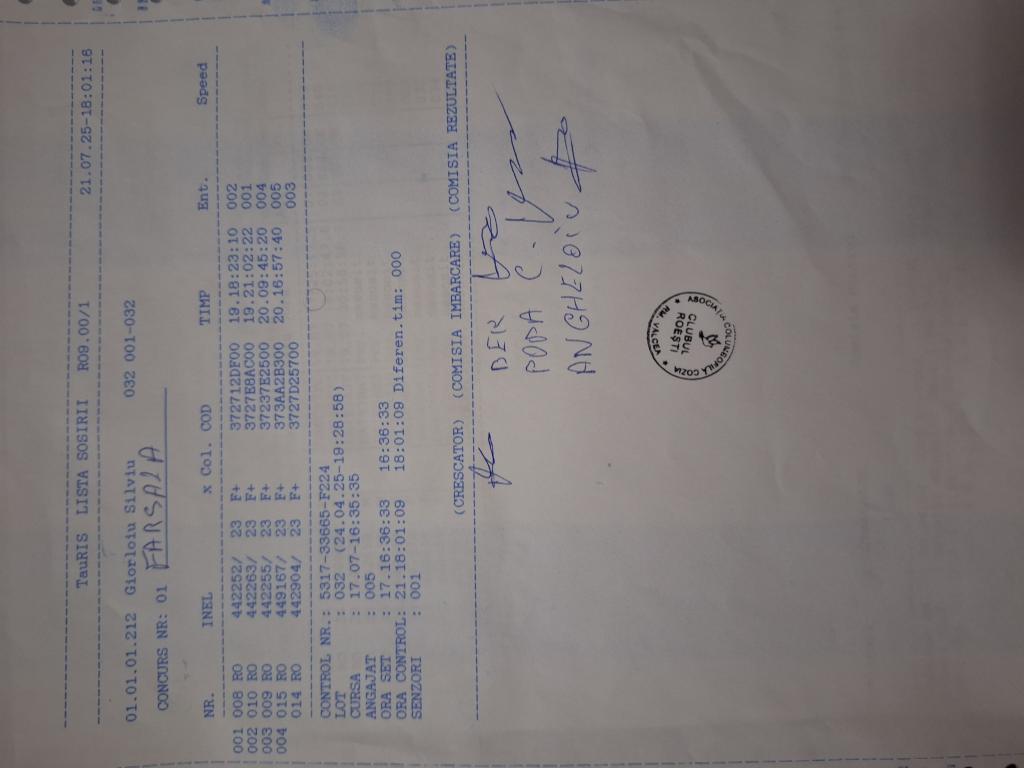 TauRIS LISTA SOSIRII R09.00/1 21.07.25-18:01:16
01.01.01.212 Giorloiu Silviu 032 001-032
CONCURS NR: 01 FARSALA
NR. INEL x Col. COD TIMP Ent. Speed
001 008 RO 442252/ 23 F+ 372712DF00 19.18:23:10 002
002 010 RO 442263/ 23 F+ 3727E8AC00 19.21:02:22 001
003 009 RO 442255/ 23 F+ 37237E2500 20.09:45:20 004
004 015 RO 449167/ 23 F+ 373AA2B300 20.16:57:40 005
014 RO 442904/ 23 F+ 3727D25700 003
CONTROL NR.: 5317-38665-F224
LOT : 032 (24.04.25-19:28:58)
CURSA : 17.07-16:35:35
ANGAJAT : 005
ORA SET : 17.16:36:33 16:36:33
ORA CONTROL: 21.18:01:09 18:01:09 Diferen.tim: 000
SENZORI : 001
(CRESCATOR) (COMISIA IMBARCARE) (COMISIA REZULTATE)
DER
POPA C.
ANGHELOIU
ASOCIATIA COLUMBOFILA COZIA
CLUBUL
ROEȘTI
RM VALCEA